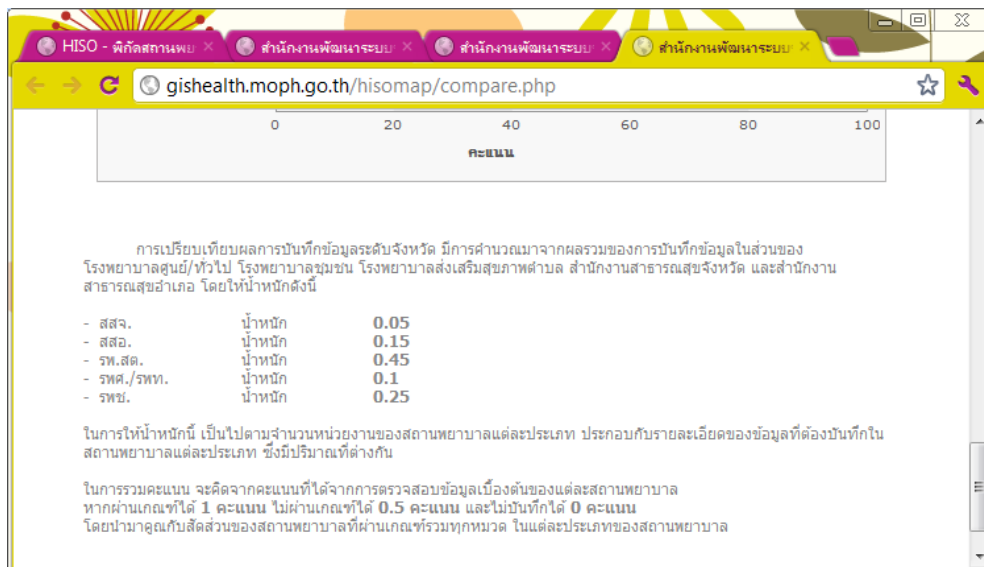 HISO - พิกัดสถานพย
สำนักงานพัฒนาระบบ
สำนักงานพัฒนาระบบ
สำนักงานพัฒนาระบบ
gishealth.moph.go.th/hisomap/compare.php
0 20 40 60 80 100
คะแนน
การเปรียบเทียบผลการบันทึกข้อมูลระดับจังหวัด มีการคำนวณมาจากผลรวมของการบันทึกข้อมูลในส่วนของ
โรงพยาบาลศูนย์/ทั่วไป โรงพยาบาลชุมชน โรงพยาบาลส่งเสริมสุขภาพตำบล สำนักงานสาธารณสุขจังหวัด และสำนักงาน
สาธารณสุขอำเภอ โดยให้น้ำหนักดังนี้
- สสจ. น้ำหนัก 0.05
- สสอ. น้ำหนัก 0.15
- รพ.สต. น้ำหนัก 0.45
- รพศ./รพท. น้ำหนัก 0.1
- รพช. น้ำหนัก 0.25
ในการให้น้ำหนักนี้ เป็นไปตามจำนวนหน่วยงานของสถานพยาบาลแต่ละประเภท ประกอบกับรายละเอียดของข้อมูลที่ต้องบันทึกใน
สถานพยาบาลแต่ละประเภท ซึ่งมีปริมาณที่ต่างกัน
ในการรวมคะแนน จะคิดจากคะแนนที่ได้จากการตรวจสอบข้อมูลเบื้องต้นของแต่ละสถานพยาบาล
หากผ่านเกณฑ์ได้ 1 คะแนน ไม่ผ่านเกณฑ์ได้ 0.5 คะแนน และไม่บันทึกได้ 0 คะแนน
โดยนำมาคูณกับสัดส่วนของสถานพยาบาลที่ผ่านเกณฑ์รวมทุกหมวด ในแต่ละประเภทของสถานพยาบาล